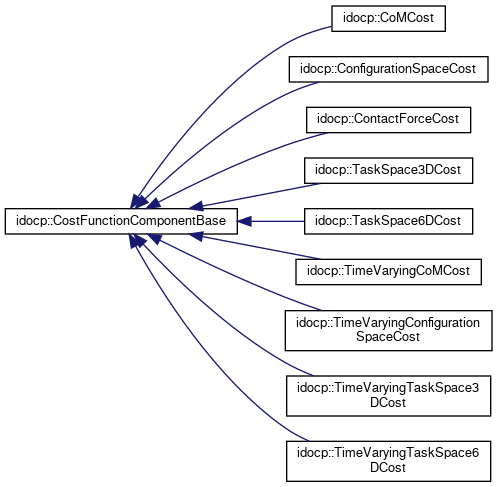 idocp::CoMCost
idocp::ConfigurationSpaceCost
idocp::ContactForceCost
idocp::TaskSpace3DCost
idocp::CostFunctionComponentBase
idocp::TaskSpace6DCost
idocp::TimeVaryingCoMCost
idocp::TimeVaryingConfiguration
SpaceCost
idocp::TimeVaryingTaskSpace3
DCost
idocp::TimeVaryingTaskSpace6
DCost